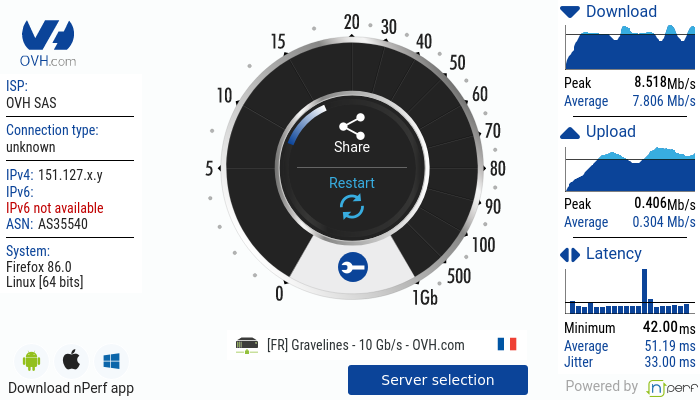 OVH.com
ISP:
OVH SAS
Connection type:
unknown
IPv4: 151.127.x.y
IPv6:
IPv6 not available
ASN: AS35540
System:
Firefox 86.0
Linux [64 bits]
Download nPerf app
0
5
10
15
20
30
40
50
60
70
80
90
100
500
1Gb
Share
Restart
[FR] Gravelines - 10 Gb/s - OVH.com
Server selection
Download
Peak 8.518 Mb/s
Average 7.806 Mb/s
Upload
Peak 0.406 Mb/s
Average 0.304 Mb/s
Latency
Minimum 42.00 ms
Average 51.19 ms
Jitter 33.00 ms
Powered by nperf